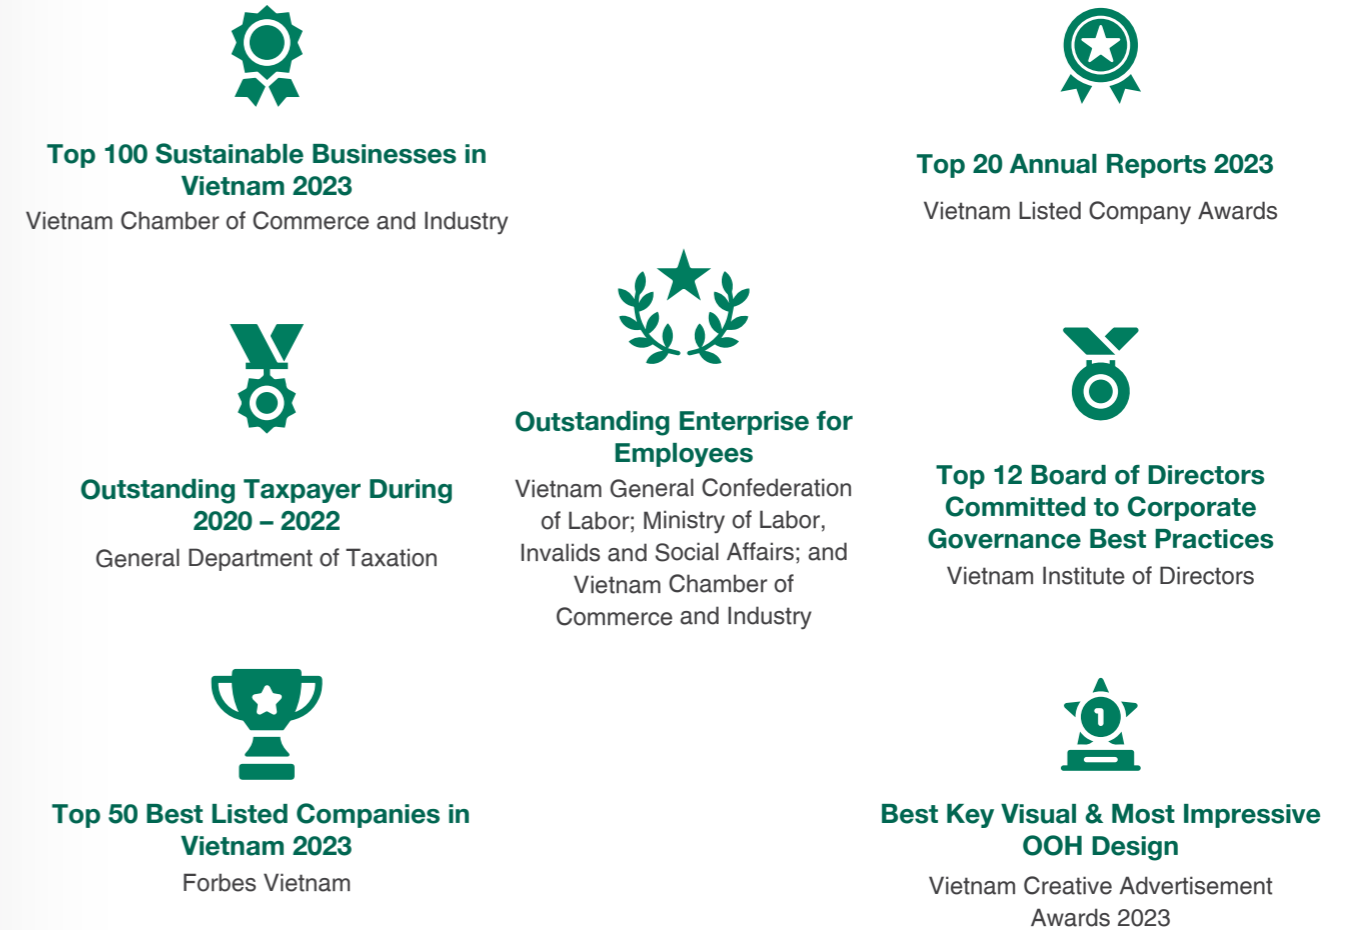 Top 100 Sustainable Businesses in
Vietnam 2023
Vietnam Chamber of Commerce and Industry
Top 20 Annual Reports 2023
Vietnam Listed Company Awards
Outstanding Taxpayer During
2020 – 2022
General Department of Taxation
Outstanding Enterprise for
Employees
Vietnam General Confederation
of Labor; Ministry of Labor,
Invalids and Social Affairs; and
Vietnam Chamber of
Commerce and Industry
Top 12 Board of Directors
Committed to Corporate
Governance Best Practices
Vietnam Institute of Directors
Top 50 Best Listed Companies in
Vietnam 2023
Forbes Vietnam
1
Best Key Visual & Most Impressive
OOH Design
Vietnam Creative Advertisement
Awards 2023